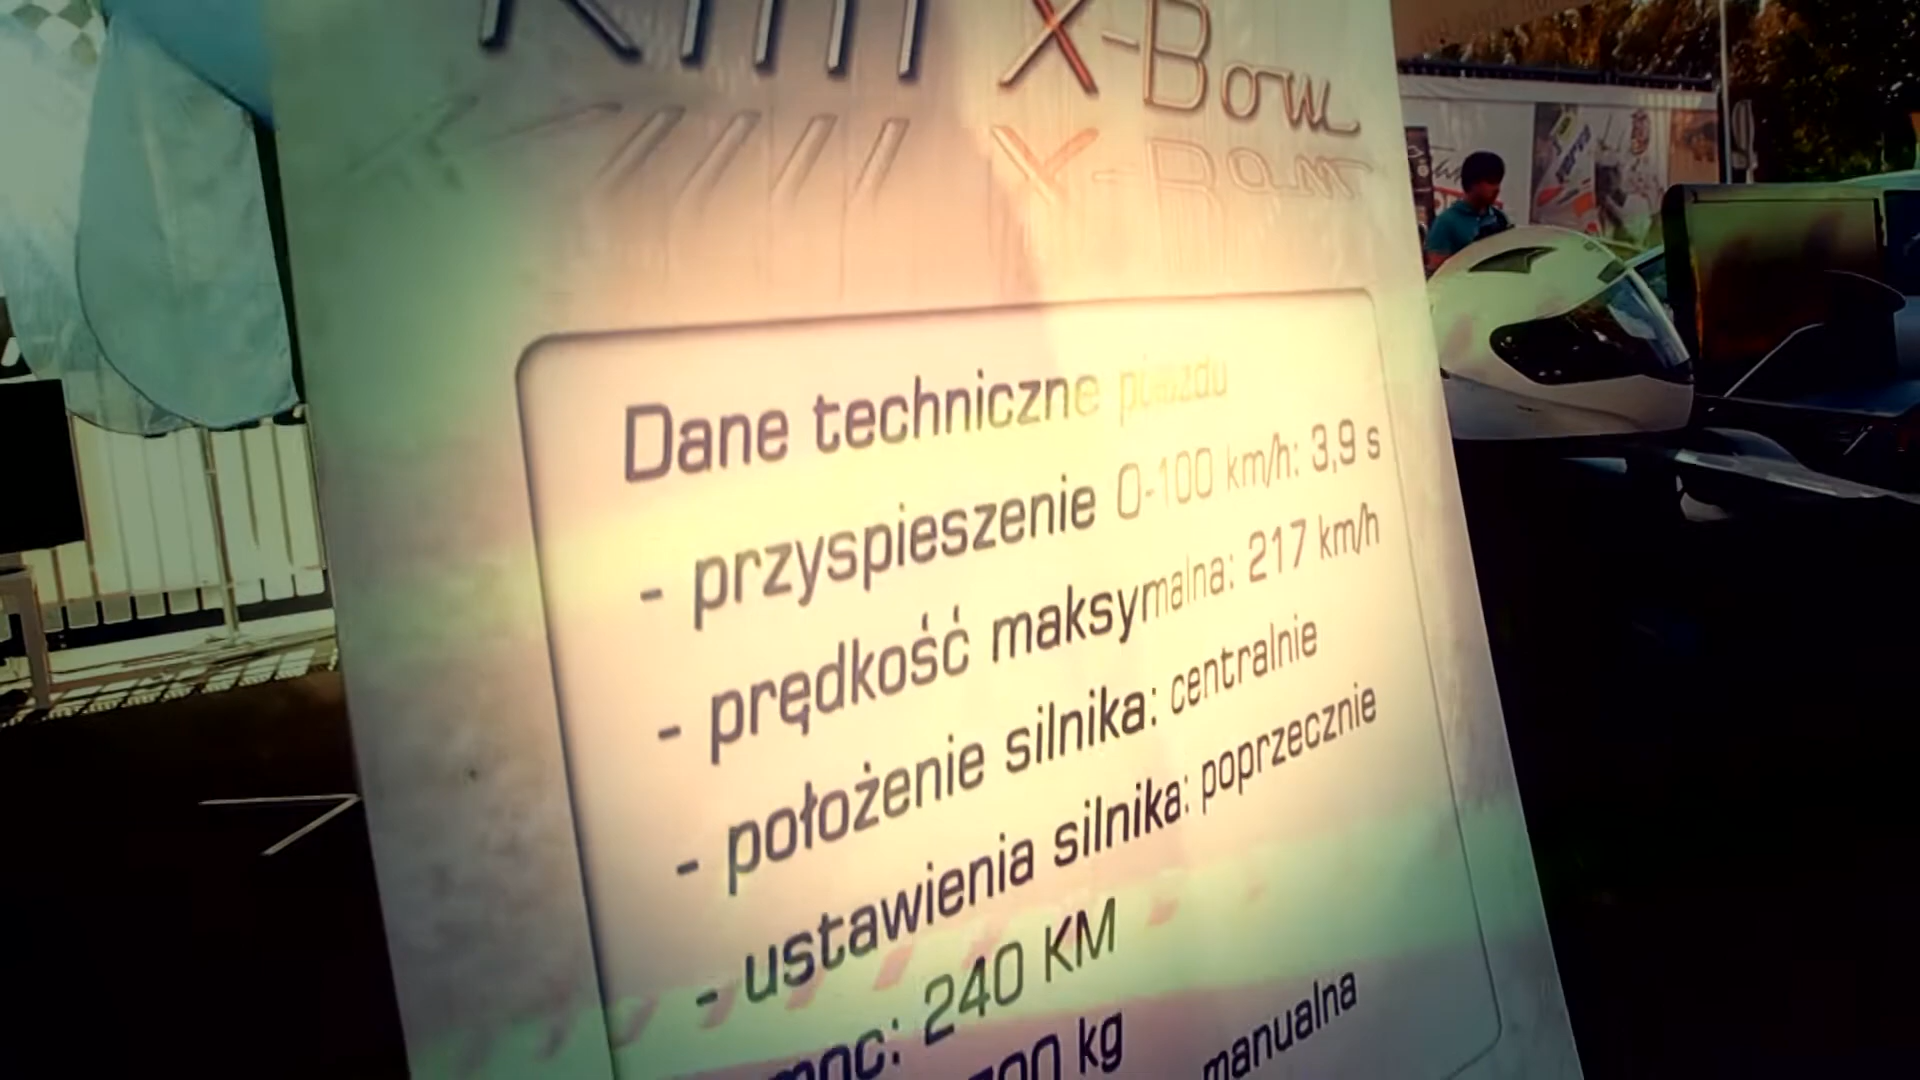 X-Bow
Dane techniczne pojazdu
- przyspieszenie 0-100 km/h: 3,9 s
- prędkość maksymalna: 217 km/h
- położenie silnika: centralnie
- ustawienia silnika: poprzecznie
moc: 240 KM
kg
manualna